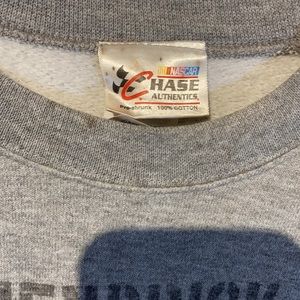 NASCAR
CHASE
AUTHENTICS.
pre-shrunk 100% COTTON